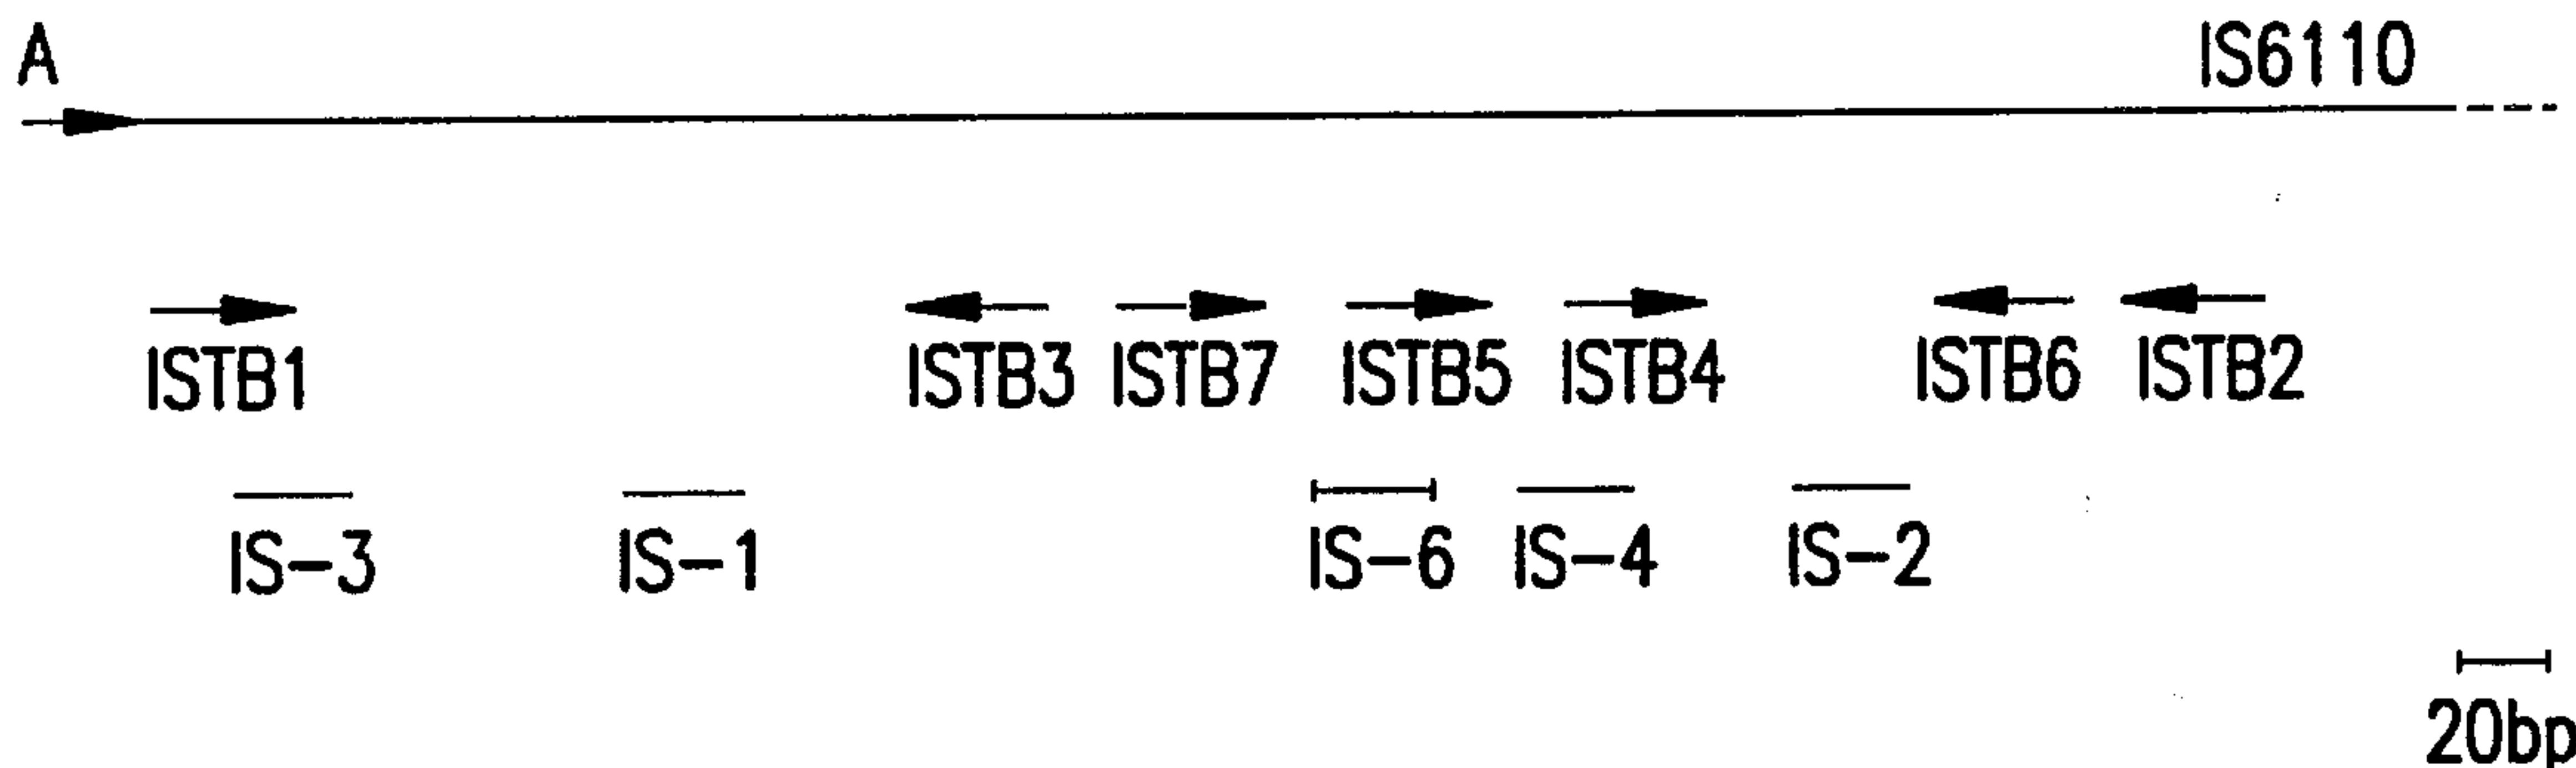 A IS6110
ISTB1 ISTB3 ISTB7 ISTB5 ISTB4 ISTB6 ISTB2
IS-3 IS-1 IS-6 IS-4 IS-2
20bp